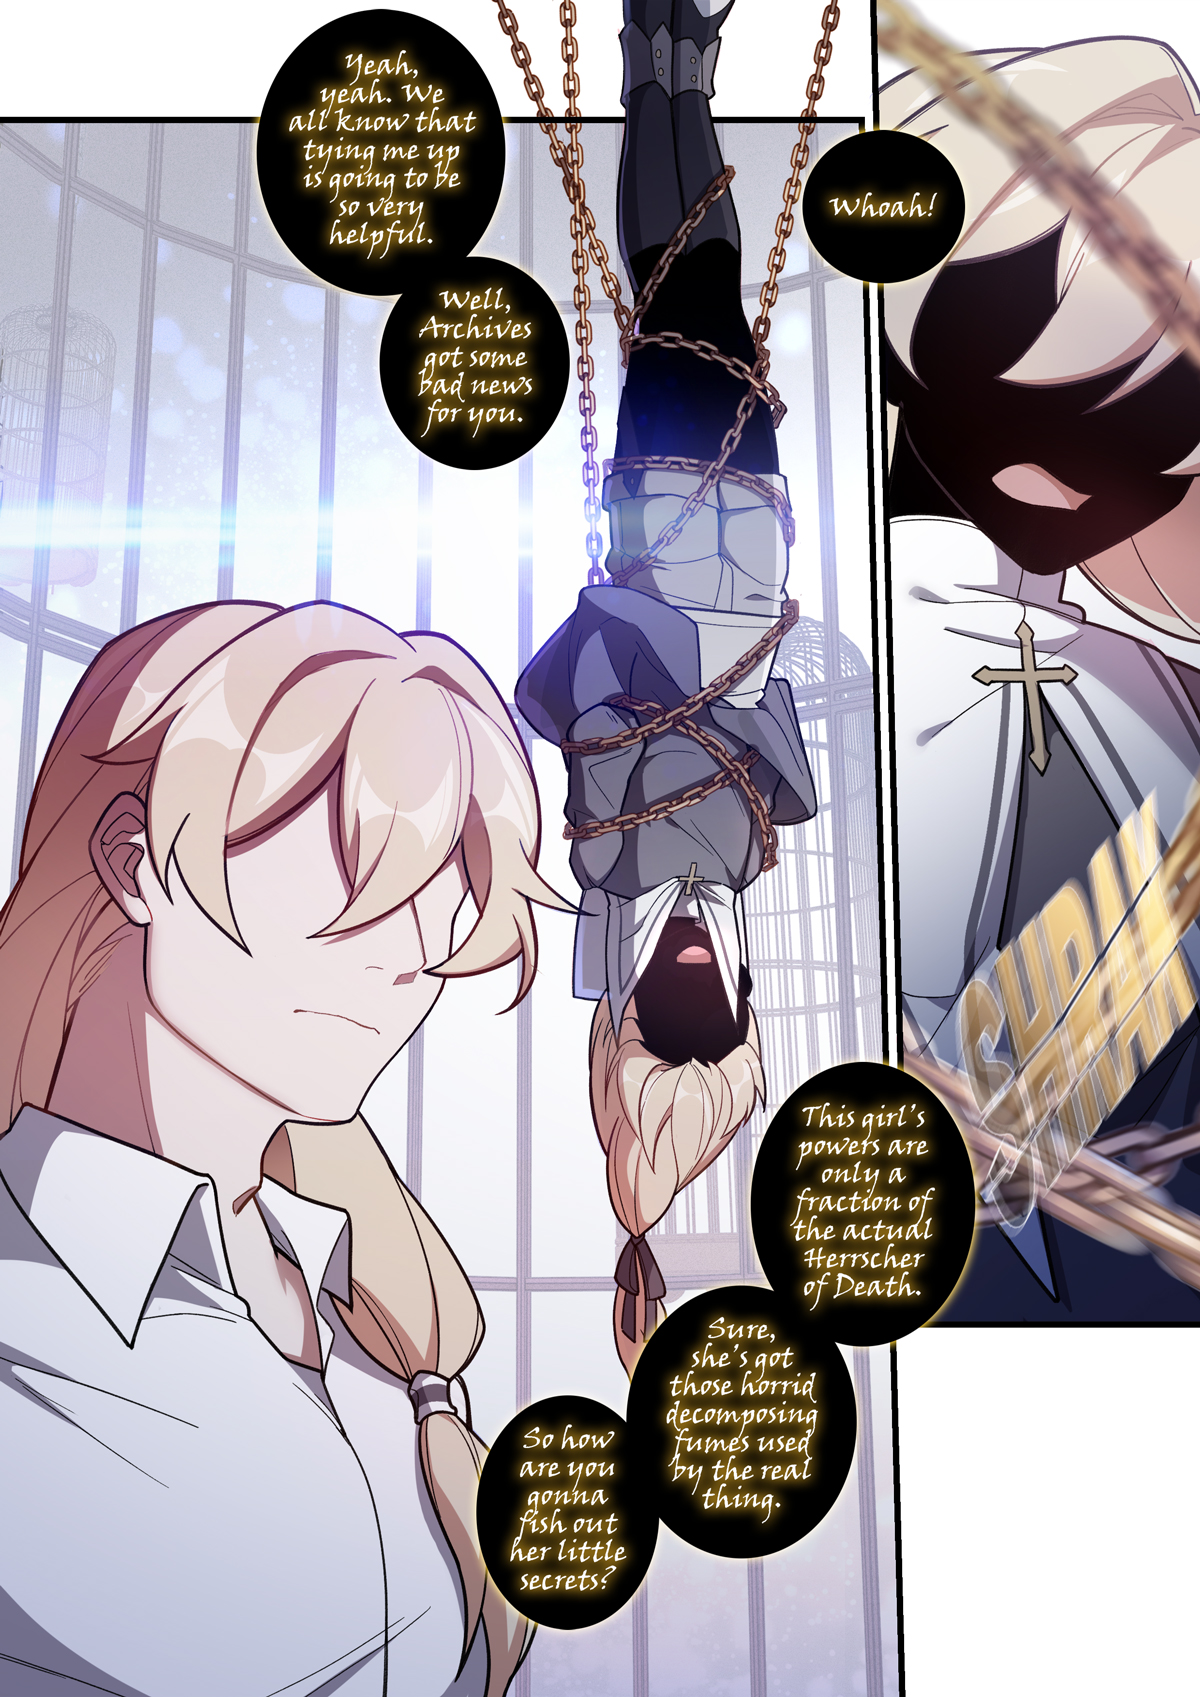 Yeah,
yeah. We
all know that
tying me up
is going to be
so very
helpful.
Well,
Archives
got some
bad news
for you.
Whoah!
SHRAK
SHRAK
This girl's
powers are
only a
fraction of
the actual
Herrscher
of Death.
Sure,
she's got
those horrid
decomposing
fumes used
by the real
thing.
So how
are you
gonna
fish out
her little
secrets?